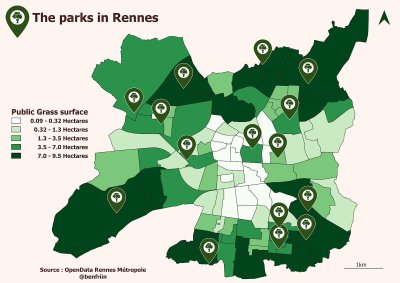 The parks in Rennes
Public Grass surface
0.09 - 0.32 Hectares
0.32 - 1.3 Hectares
1.3 - 3.5 Hectares
3.5 - 7.0 Hectares
7.0 - 9.5 Hectares
Source : OpenData Rennes Métropole
@benfriin
1km